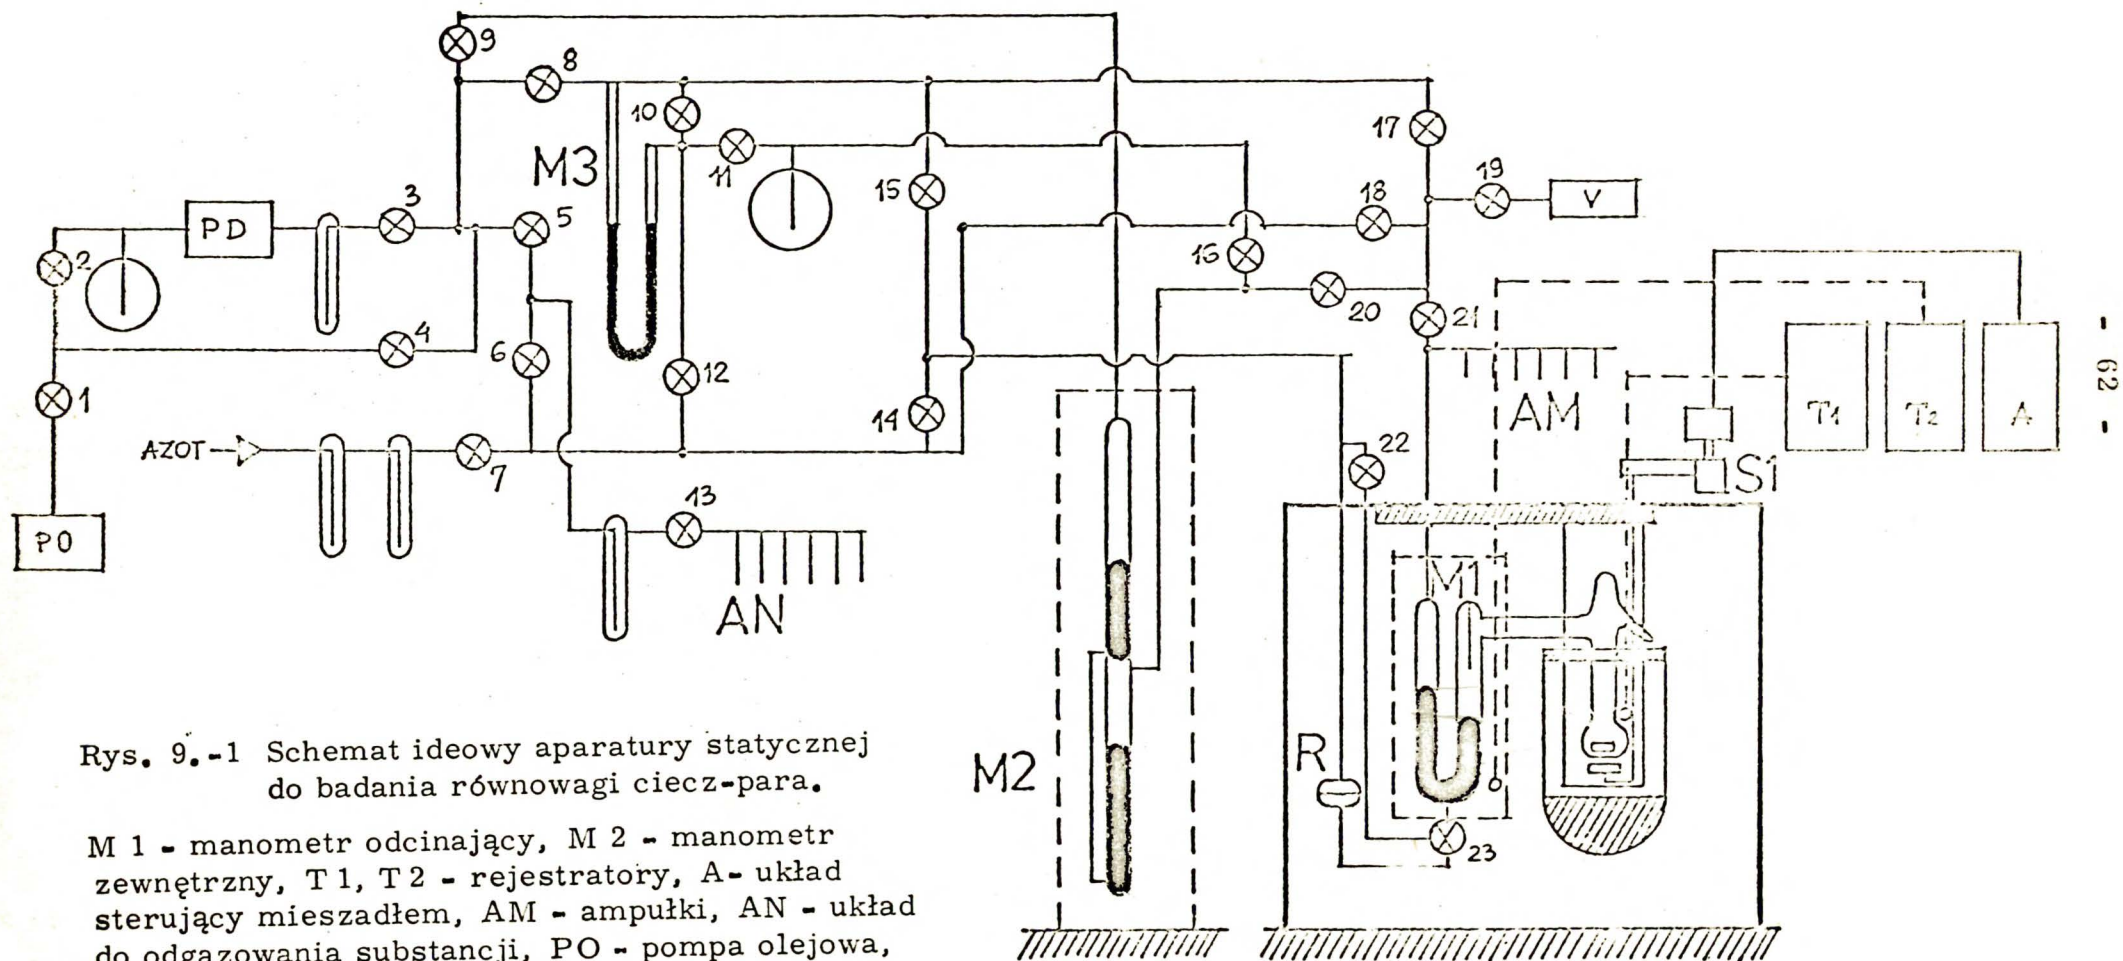 9
8
10
M3
11
15
17
19
V
18
16
3
5
PD
2
4
6
12
14
20
21
1
AZOT
7
13
22
AM
T1
T2
A
S1
PO
AN
M1
M2
R
23
- 62 -
Rys. 9.-1 Schemat ideowy aparatury statycznej
do badania równowagi ciecz-para.
M 1 - manometr odcinający, M 2 - manometr
zewnętrzny, T 1, T 2 - rejestratory, A- układ
sterujący mieszadłem, AM - ampułki, AN - układ
do odgazowania substancji, PO - pompa olejowa,